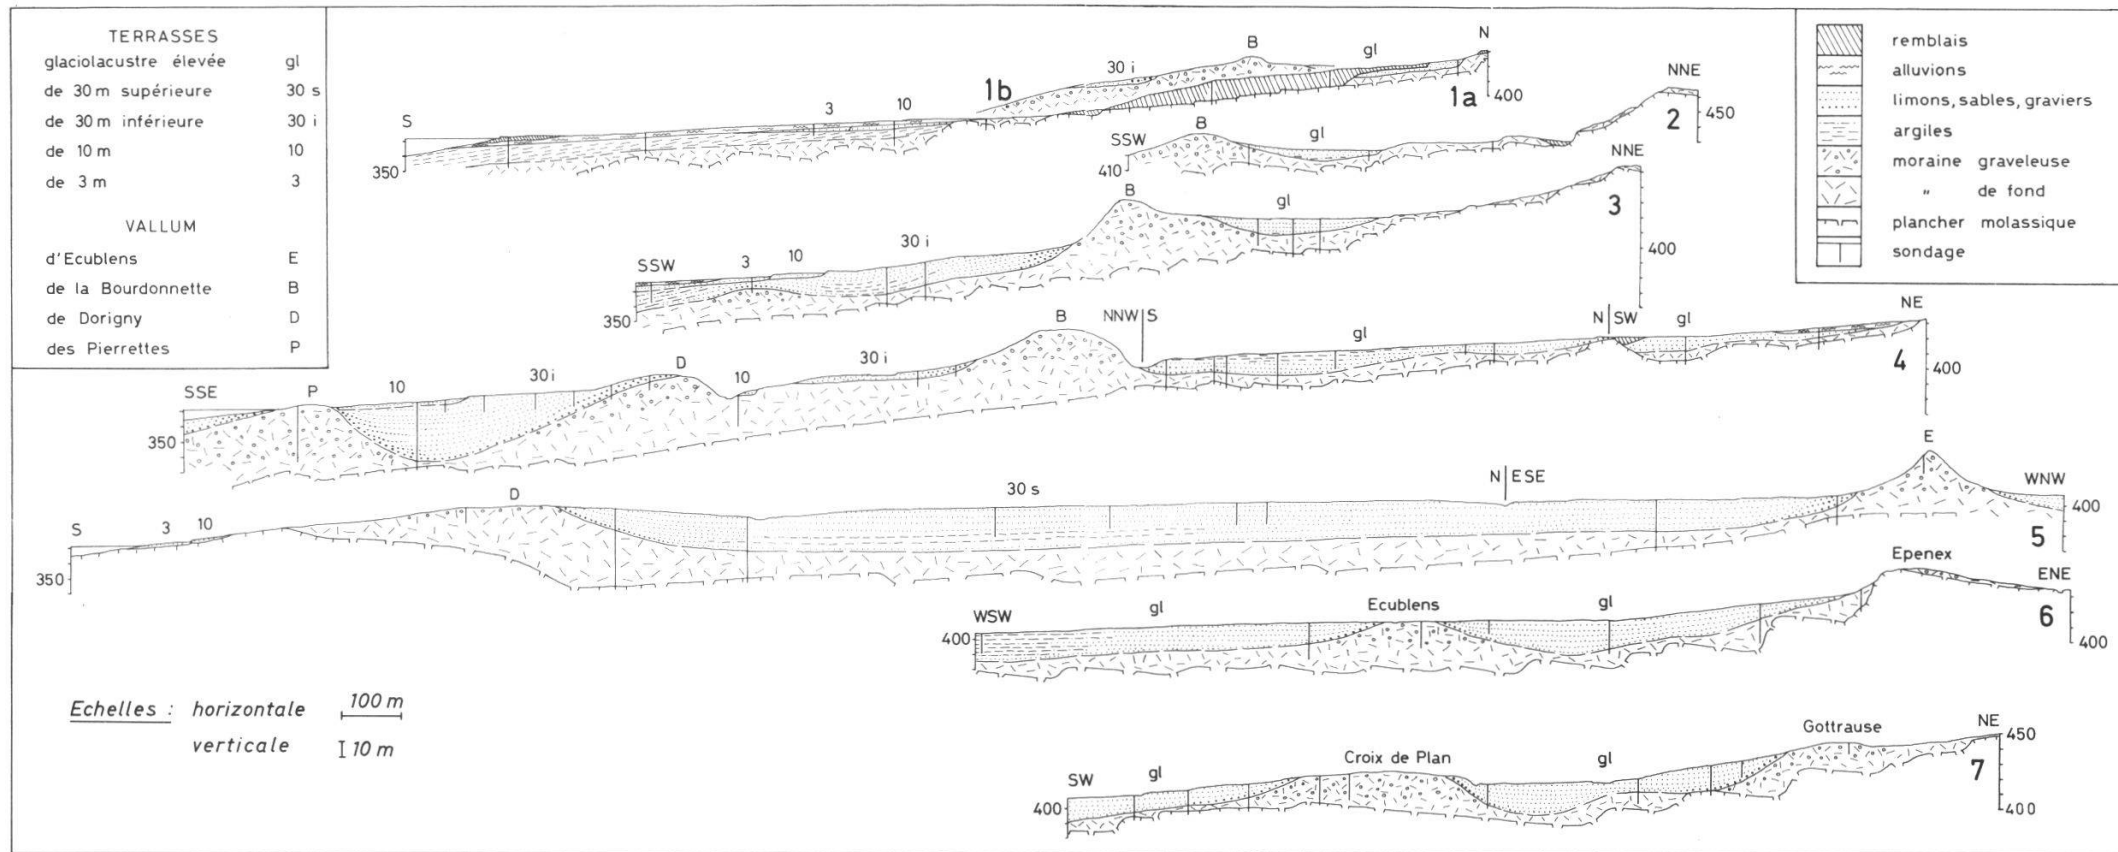 TERRASSES
glaciolacustre élevée gl
de 30 m supérieure 30 s
de 30 m inférieure 30 i
de 10 m 10
de 3 m 3
VALLUM
d'Ecublens E
de la Bourdonnette B
de Dorigny D
des Pierrettes P
remblais
alluvions
limons, sables, graviers
argiles
moraine graveleuse
" de fond
plancher molassique
sondage
S 3 10 1b 30 i B gl N
350 1a 400
SSW B gl NNE
410 2 450
SSW 3 10 30 i B gl NNE
350 3 400
SSE P 10 30 i D 10 30 i B NNW S gl N SW gl NE
350 4 400
S 3 10 D 30 s N ESE E WNW
350 5 400
WSW gl Ecublens gl Epenex ENE
400 6 400
SW gl Croix de Plan gl Gottrause NE
400 7 450
400
Echelles : horizontale 100 m
verticale 10 m